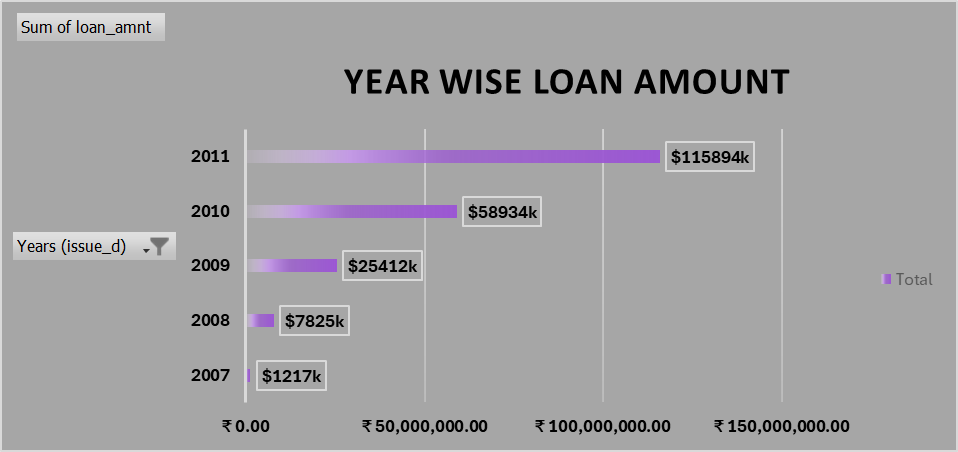 Sum of loan_amnt
YEAR WISE LOAN AMOUNT
2011
$115894k
2010
$58934k
Years (issue_d)
2009
$25412k
Total
2008
$7825k
2007
$1217k
₹ 0.00
₹ 50,000,000.00
₹ 100,000,000.00
₹ 150,000,000.00